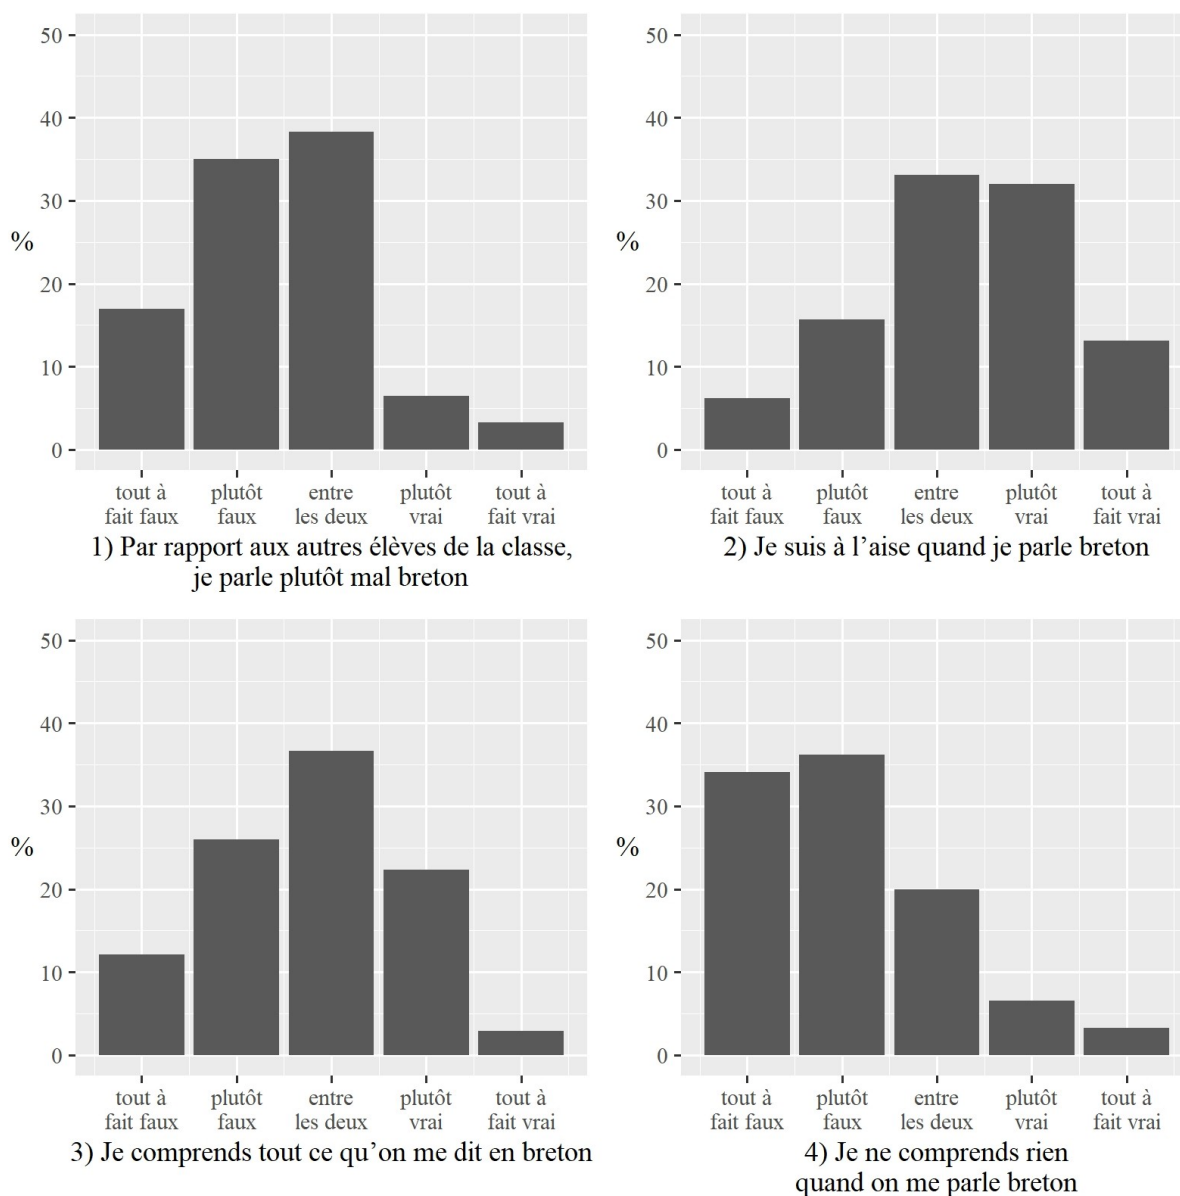 50
40
30
%
20
10
0
tout à
fait faux
plutôt
faux
entre
les deux
plutôt
vrai
tout à
fait vrai
1) Par rapport aux autres élèves de la classe,
je parle plutôt mal breton
50
40
30
%
20
10
0
tout à
fait faux
plutôt
faux
entre
les deux
plutôt
vrai
tout à
fait vrai
2) Je suis à l’aise quand je parle breton
50
40
30
%
20
10
0
tout à
fait faux
plutôt
faux
entre
les deux
plutôt
vrai
tout à
fait vrai
3) Je comprends tout ce qu’on me dit en breton
50
40
30
%
20
10
0
tout à
fait faux
plutôt
faux
entre
les deux
plutôt
vrai
tout à
fait vrai
4) Je ne comprends rien
quand on me parle breton